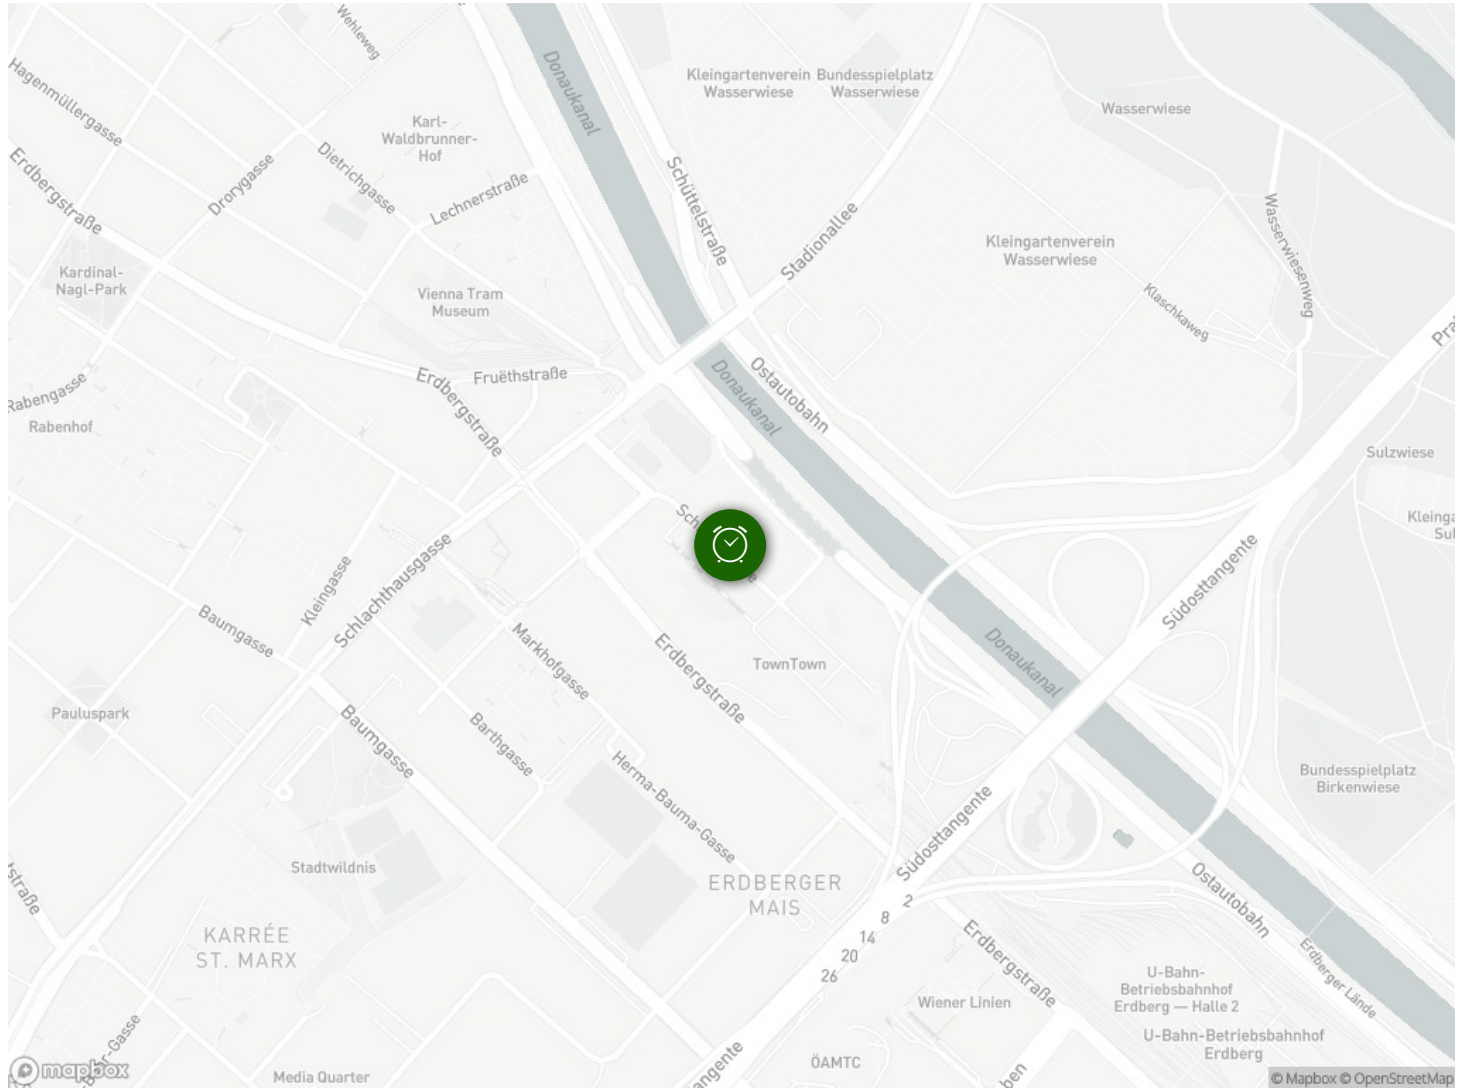 Wehleweg
Donaukanal
Kleingartenverein
Wasserwiese
Bundesspielplatz
Wasserwiese
Wasserwiese
Hagenmüllergasse
Karl-
Waldbrunner-
Hof
Dietrichgasse
Drorygasse
Lechnerstraße
Erdbergstraße
Schüttelstraße
Stadionallee
Kleingartenverein
Wasserwiese
Wasserwiesenweg
Klaschkaweg
Kardinal-
Nagl-Park
Vienna Tram
Museum
Fruëthstraße
Erdbergstraße
Donaukanal
Ostautobahn
Rabengasse
Rabenhof
Sulzwiese
Kleingasse
Schlachthausgasse
Baumgasse
Südosttangente
Markhofgasse
Erdbergstraße
TownTown
Donaukanal
Pauluspark
Baumgasse
Barthgasse
Herma-Bauma-Gasse
Bundesspielplatz
Birkenwiese
Südosttangente
Stadtwildnis
ERDBERGER
MAIS
2
8
14
20
26
Ostautobahn
KARRÉE
ST. MARX
Erdbergstraße
Erdberger Lände
U-Bahn-
Betriebsbahnhof
Erdberg — Halle 2
Wiener Linien
U-Bahn-Betriebsbahnhof
Erdberg
ÖAMTC
Media Quarter
mapbox
© Mapbox © OpenStreetMap